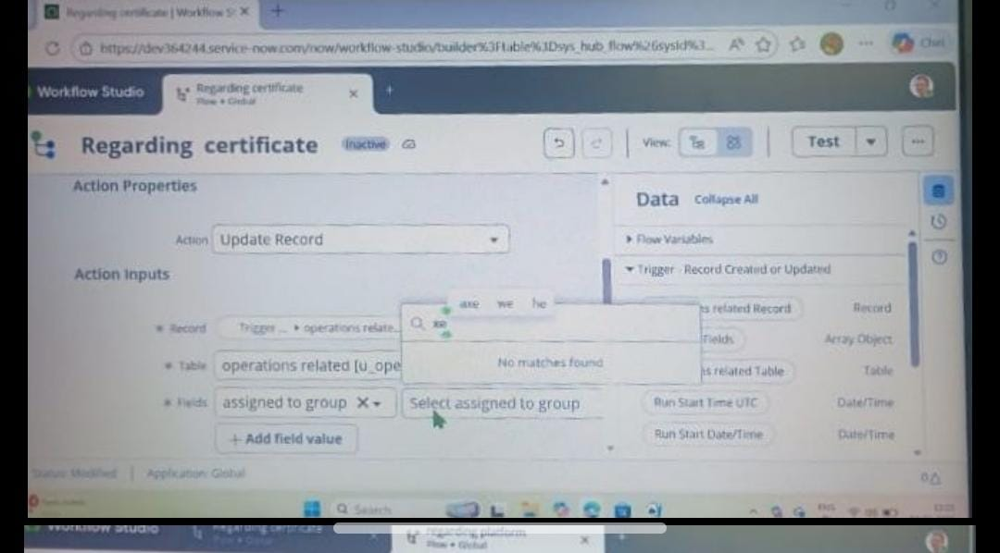 Regarding certificate | Workflow St
https://dev364244.service-now.com/now/workflow-studio/builder%3Ftable%3Dsys_hub_flow%26sysId%3...
Chat
Workflow Studio
Regarding certificate
Flow • Global
Regarding certificate
Inactive
View:
Test
Action Properties
Data Collapse All
Action Update Record
Flow Variables
Action Inputs
Trigger - Record Created or Updated
axe we he
s related Record Record
Record Trigger ... operations relate..
xe
Fields Array Object
No matches found
Table operations related [u_ope
s related Table Table
Fields assigned to group
Select assigned to group
Run Start Time UTC Date/Time
+ Add field value
Run Start Date/Time Date/Time
Status: Modified | Application: Global
0
Search
ENG
Workflow Studio
Regarding certificate
Flow • Global
regarding platform
Flow • Global